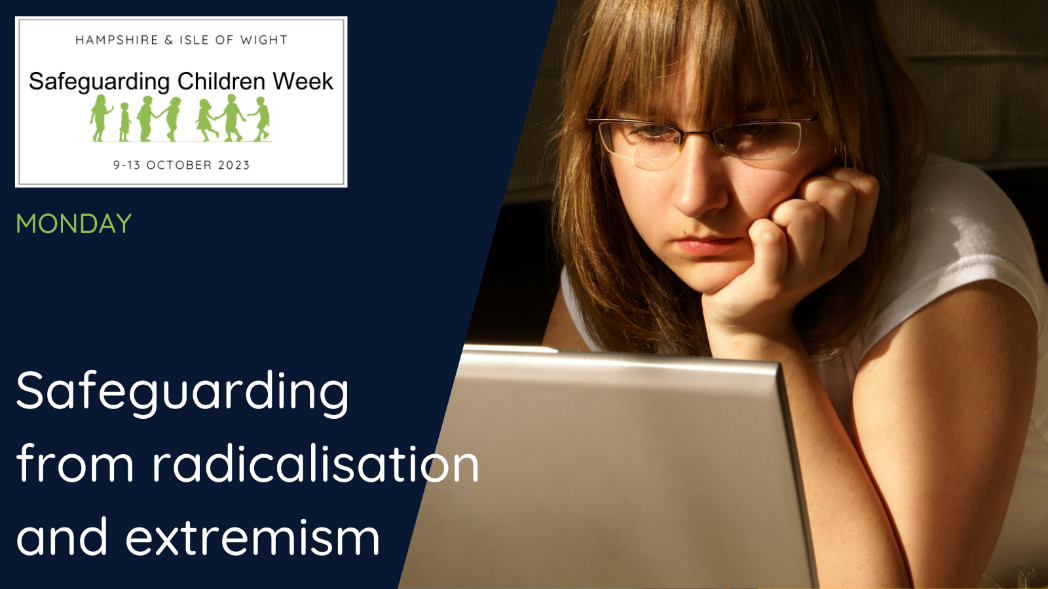 HAMPSHIRE & ISLE OF WIGHT
Safeguarding Children Week
9-13 OCTOBER 2023
MONDAY
Safeguarding
from radicalisation
and extremism